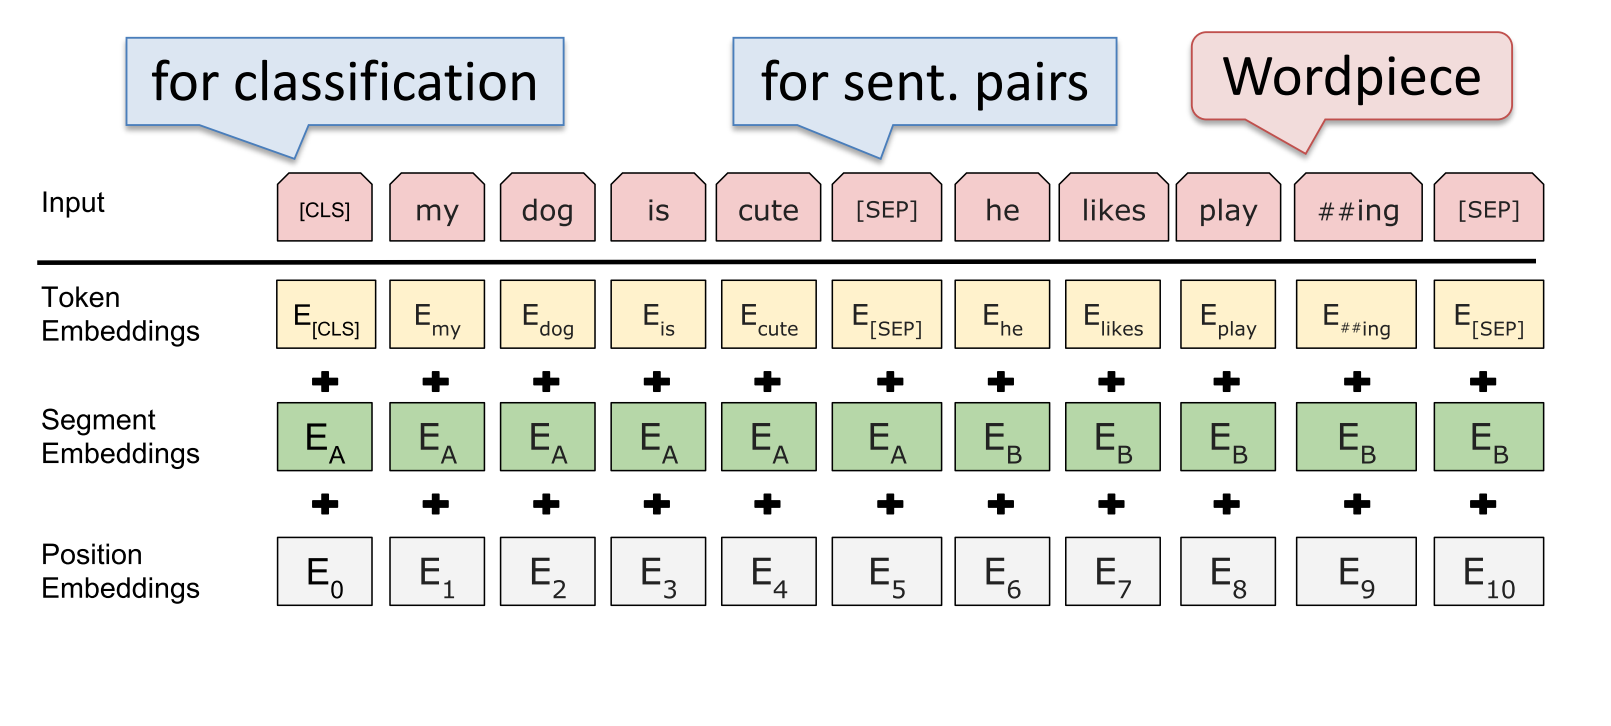 for classification
for sent. pairs
Wordpiece
Input [CLS] my dog is cute [SEP] he likes play ##ing [SEP]
Token
Embeddings
E[CLS] Emy Edog Eis Ecute E[SEP] Ehe Elikes Eplay E##ing E[SEP]
+ + + + + + + + + + +
Segment
Embeddings
EA EA EA EA EA EA EB EB EB EB EB
+ + + + + + + + + + +
Position
Embeddings
E0 E1 E2 E3 E4 E5 E6 E7 E8 E9 E10